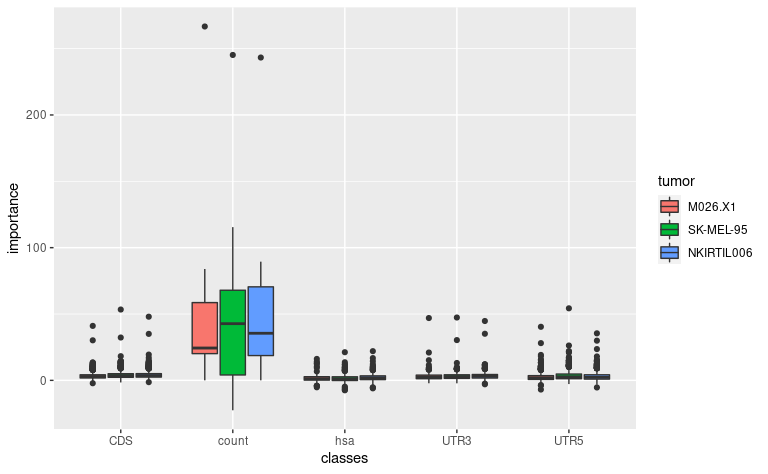 importance
200
100
0
CDS
count
hsa
UTR3
UTR5
classes
tumor
M026.X1
SK-MEL-95
NKIRTIL006